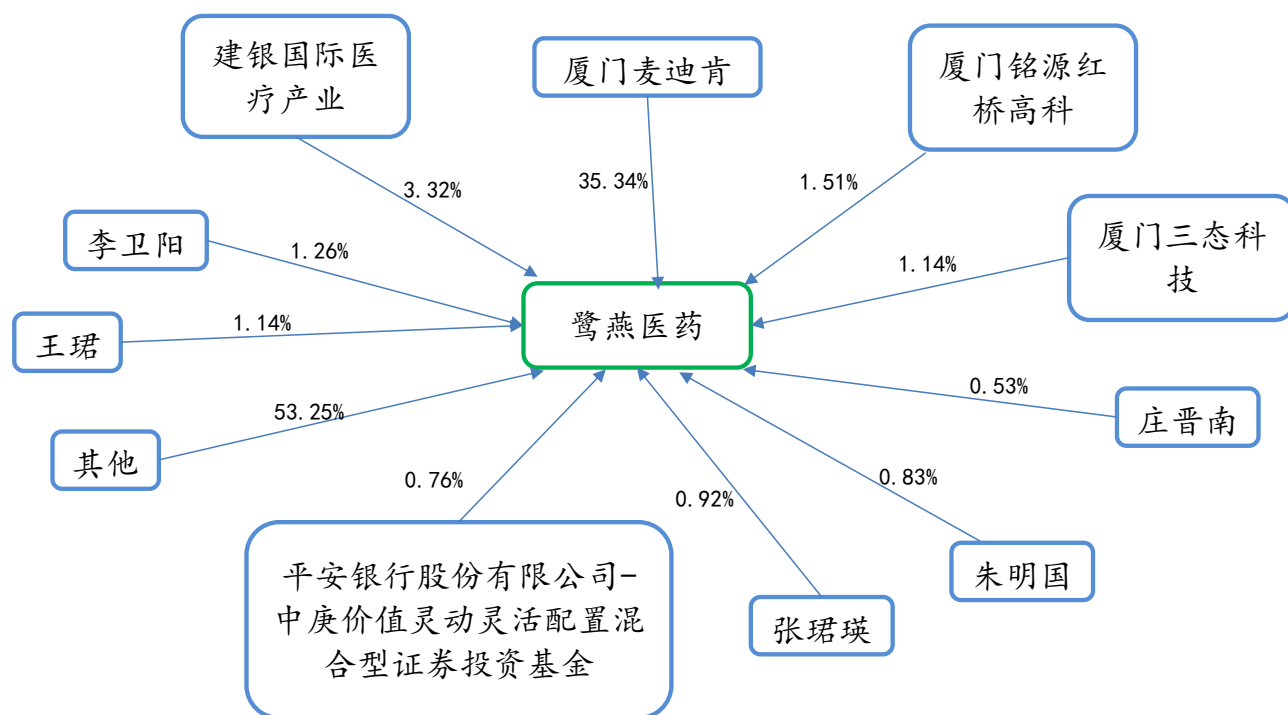 建银国际医
疗产业
厦门麦迪肯
厦门铭源红
桥高科
3.32%
35.34%
1.51%
李卫阳
1.26%
厦门三态科
技
1.14%
王珺
1.14%
鹭燕医药
0.53%
庄晋南
其他
53.25%
0.76%
0.92%
0.83%
平安银行股份有限公司-
中庚价值灵动灵活配置混
合型证券投资基金
张珺瑛
朱明国